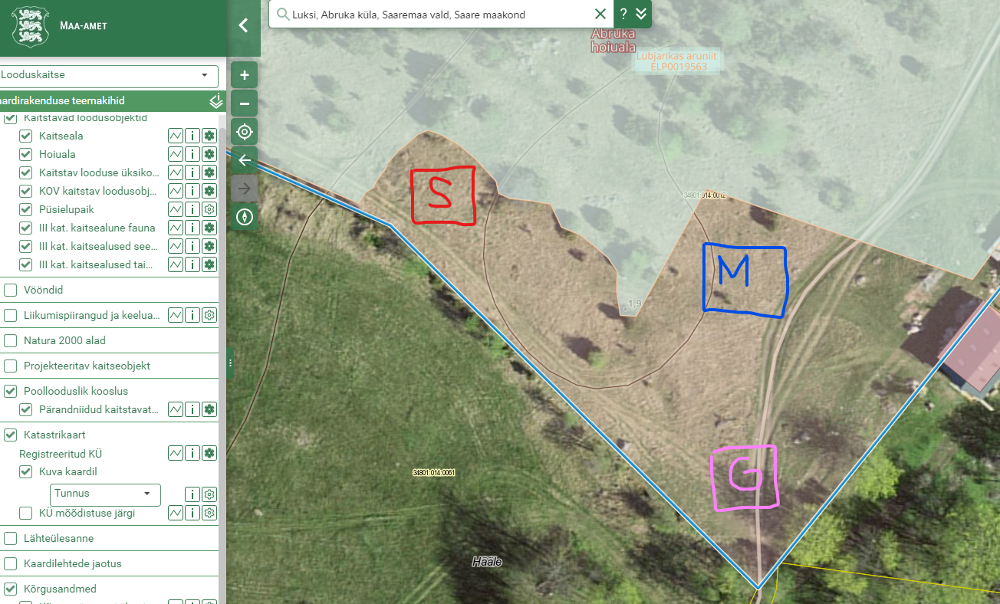 MAA-AMET
Luksi, Abruka küla, Saaremaa vald, Saare maakond
?
Looduskaitse
aardirakenduse teemakihid
Kaitstavad loodusobjektid
Kaitseala
i
Hoiuala
i
Kaitstav looduse üksiko...
i
KOV kaitstav loodusobj...
i
Püsielupaik
i
III kat. kaitsealune fauna
i
III kat. kaitsealused see...
i
III kat. kaitsealused tai...
i
Vööndid
Liikumispiirangud ja keelua...
i
Natura 2000 alad
Projekteeritav kaitseobjekt
Poollooduslik kooslus
Pärandniidud kaitstavat...
i
Katastrikaart
Registreeritud KÜ
i
Kuva kaardil
Tunnus
i
KÜ mõõdistuse järgi
i
Lähteülesanne
Kaardilehtede jaotus
Kõrgusandmed
+
−
Abruka
hoiuala
Lubjarikas aruniit
ELP0019563
S
34801:014:0012
M
1,9
G
34801:014:0061
Hääle